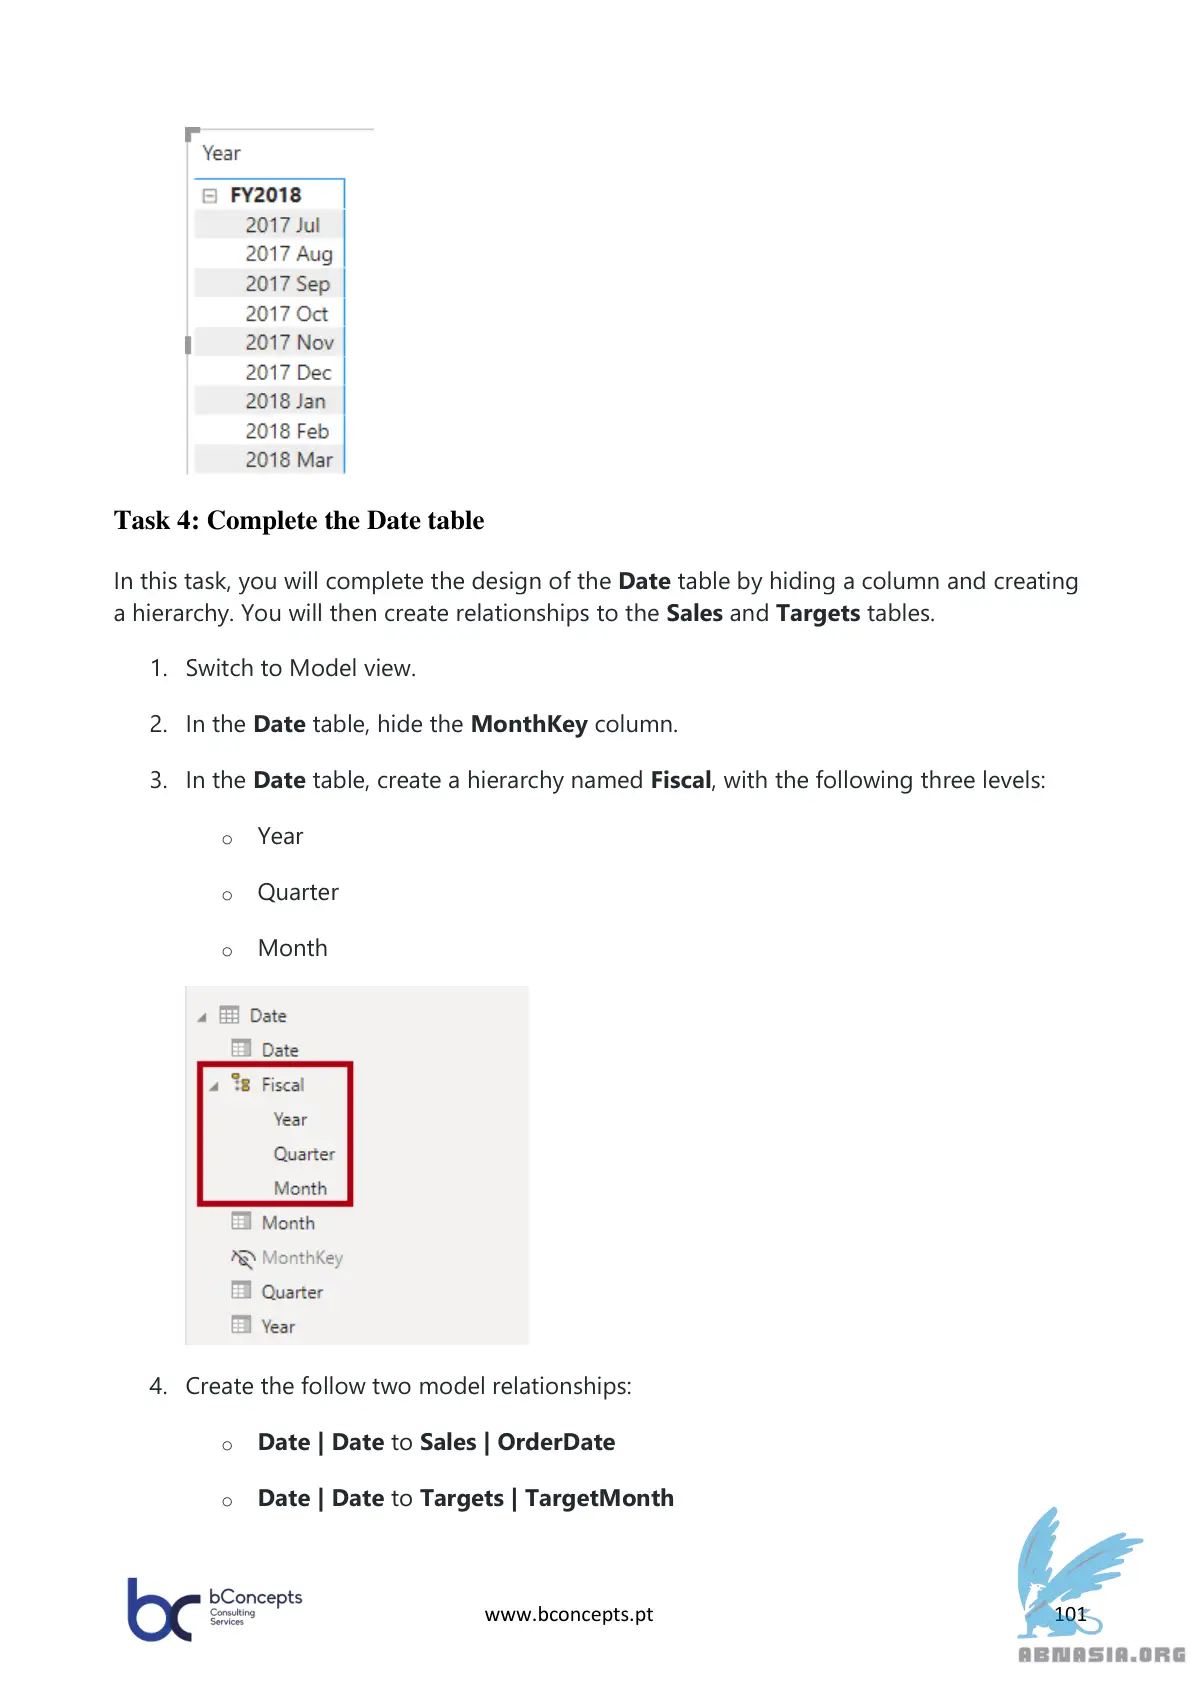 Year
FY2018
2017 Jul
2017 Aug
2017 Sep
2017 Oct
2017 Nov
2017 Dec
2018 Jan
2018 Feb
2018 Mar
Task 4: Complete the Date table
In this task, you will complete the design of the Date table by hiding a column and creating
a hierarchy. You will then create relationships to the Sales and Targets tables.
1. Switch to Model view.
2. In the Date table, hide the MonthKey column.
3. In the Date table, create a hierarchy named Fiscal, with the following three levels:
o Year
o Quarter
o Month
Date
Date
Fiscal
Year
Quarter
Month
Month
MonthKey
Quarter
Year
4. Create the follow two model relationships:
o Date | Date to Sales | OrderDate
o Date | Date to Targets | TargetMonth
bc bConcepts
Consulting
Services
www.bconcepts.pt
101
ABNASIA.ORG